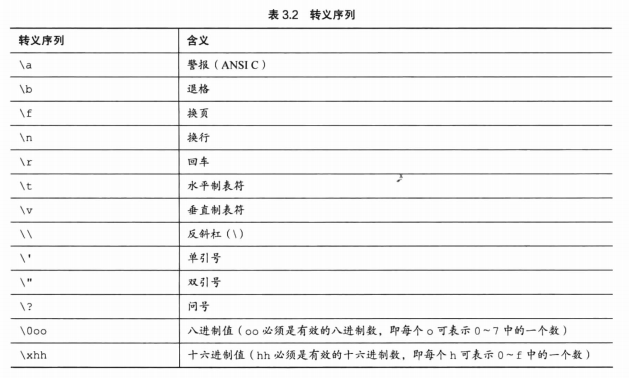 表 3.2 转义序列
转义序列 含义
\a 警报（ANSI C）
\b 退格
\f 换页
\n 换行
\r 回车
\t 水平制表符
\v 垂直制表符
\\ 反斜杠（\）
\' 单引号
\" 双引号
\? 问号
\0oo 八进制值（oo 必须是有效的八进制数，即每个 o 可表示 0~7 中的一个数）
\xhh 十六进制值（hh 必须是有效的十六进制数，即每个 h 可表示 0~f 中的一个数）